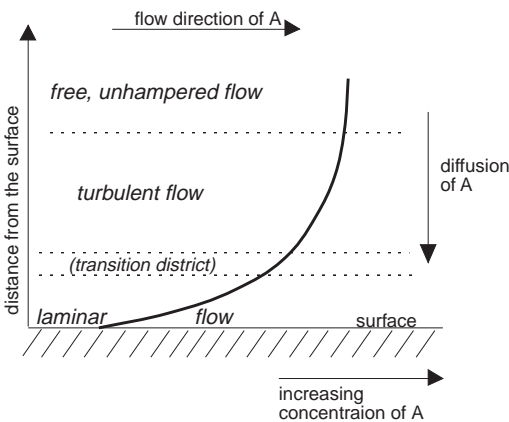 flow direction of A
free, unhampered flow
distance from the surface
turbulent flow
diffusion
of A
(transition district)
laminar flow
surface
increasing
concentraion of A